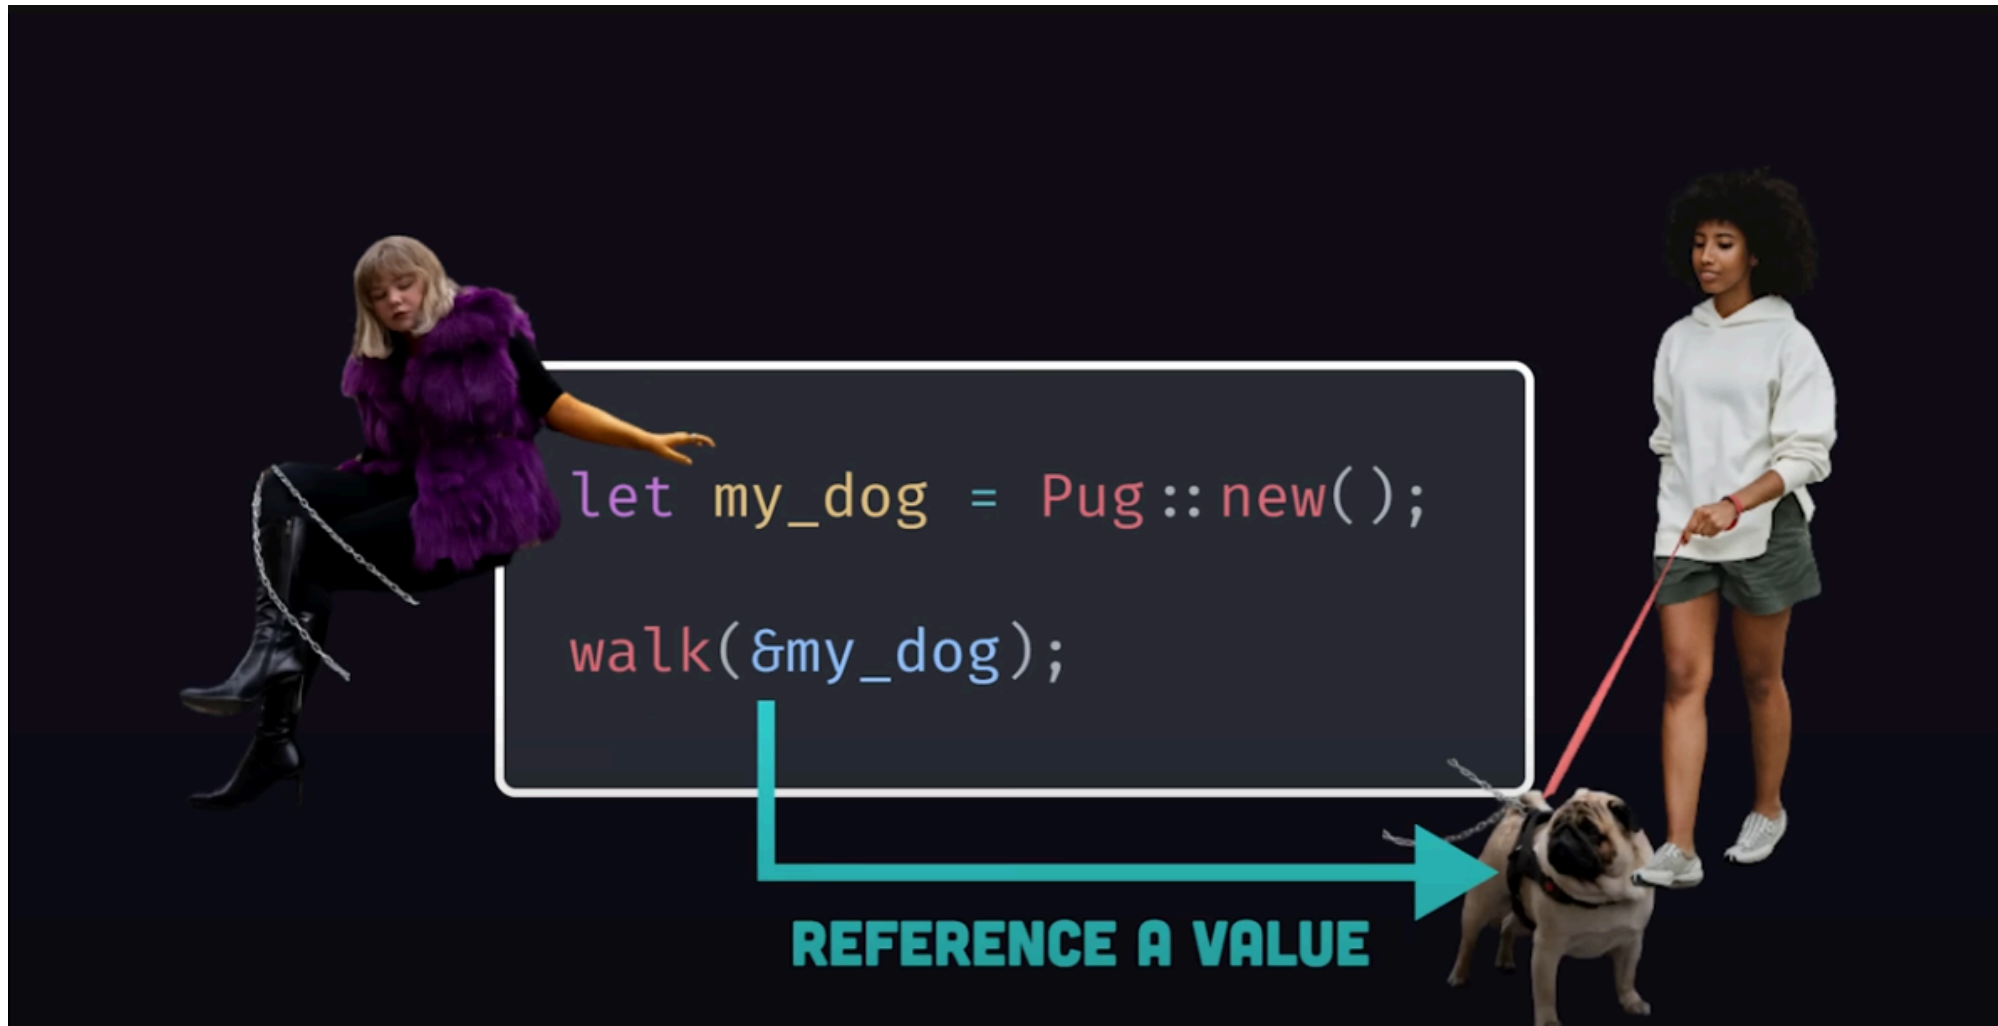 let my_dog = Pug::new();
walk(&my_dog);
REFERENCE A VALUE